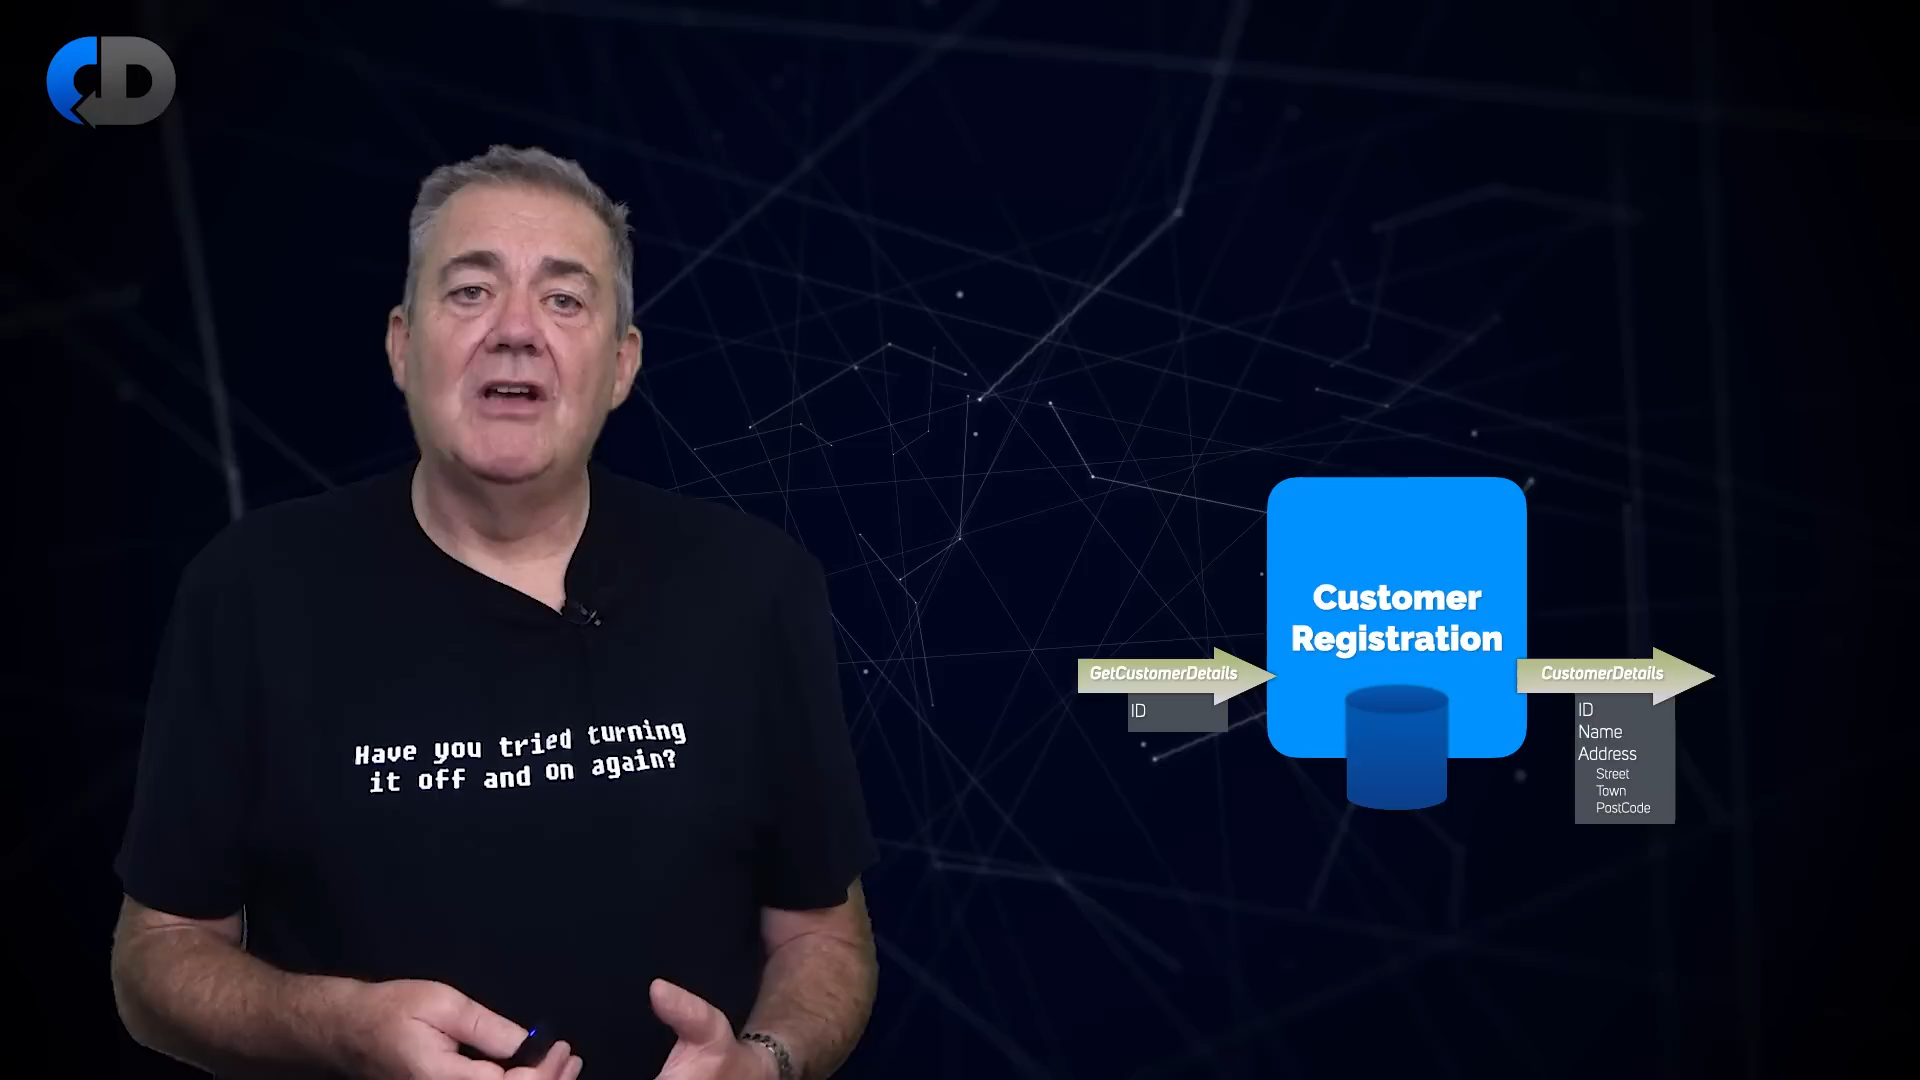 CD
Have you tried turning
it off and on again?
Customer
Registration
GetCustomerDetails
ID
CustomerDetails
ID
Name
Address
Street
Town
PostCode